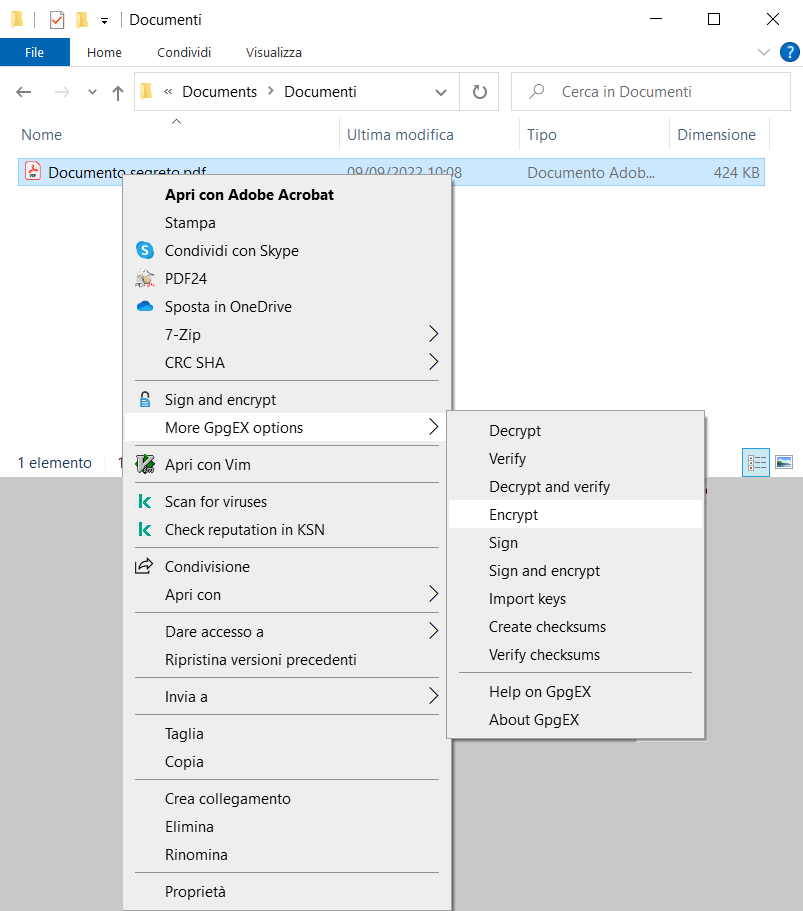 Documenti
File Home Condividi Visualizza
« Documents > Documenti Cerca in Documenti
Nome Ultima modifica Tipo Dimensione
Documento segreto.pdf 09/09/2022 10:08 Documento Adob... 424 KB
Apri con Adobe Acrobat
Stampa
Condividi con Skype
PDF24
Sposta in OneDrive
7-Zip
CRC SHA
Sign and encrypt
More GpgEX options
Apri con Vim
Scan for viruses
Check reputation in KSN
Condivisione
Apri con
Dare accesso a
Ripristina versioni precedenti
Invia a
Taglia
Copia
Crea collegamento
Elimina
Rinomina
Proprietà
Decrypt
Verify
Decrypt and verify
Encrypt
Sign
Sign and encrypt
Import keys
Create checksums
Verify checksums
Help on GpgEX
About GpgEX
1 elemento 1